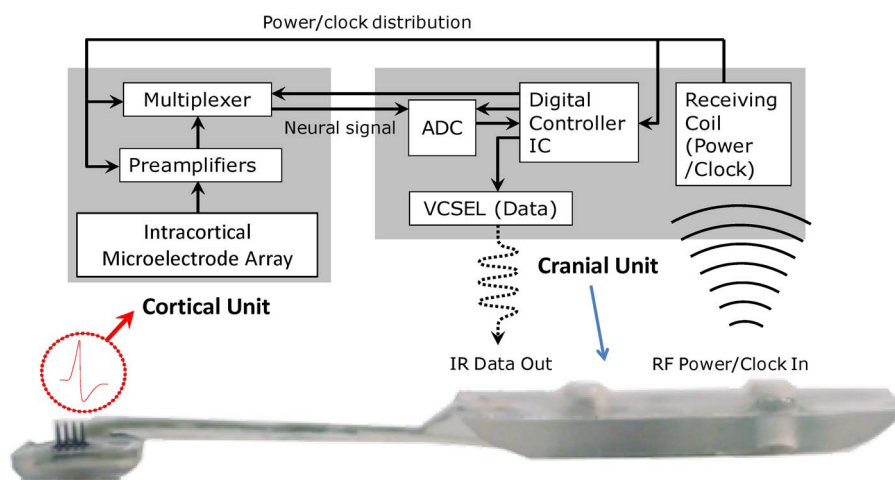 Power/clock distribution
Multiplexer
Neural signal
Preamplifiers
Intracortical
Microelectrode Array
ADC
Digital
Controller
IC
Receiving
Coil
(Power
/Clock)
VCSEL (Data)
Cortical Unit
Cranial Unit
IR Data Out
RF Power/Clock In